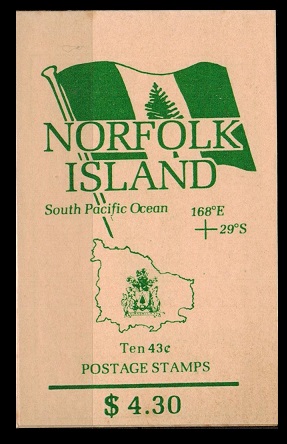 NORFOLK
ISLAND
South Pacific Ocean
168°E
29°S
Ten 43c
POSTAGE STAMPS
$ 4.30